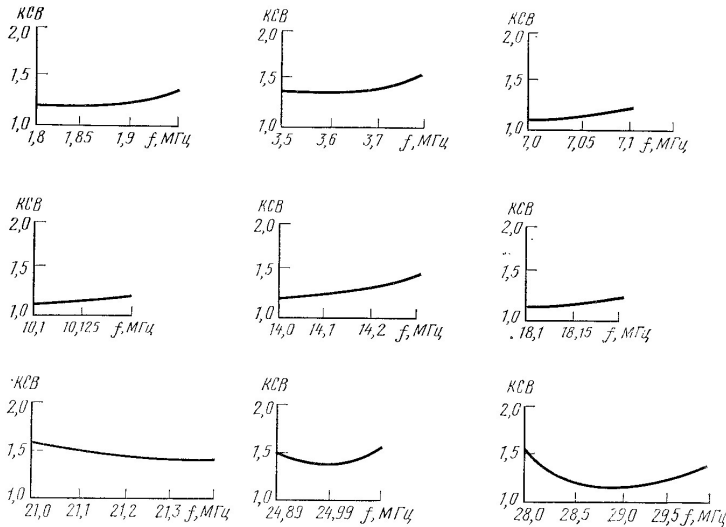 КСВ
2,0
1,5
1,0
1,8 1,85 1,9 f, МГц
КСВ
2,0
1,5
1,0
3,5 3,6 3,7 f, МГц
КСВ
2,0
1,5
1,0
7,0 7,05 7,1 f, МГц
КСВ
2,0
1,5
1,0
10,1 10,125 f, МГц
КСВ
2,0
1,5
1,0
14,0 14,1 14,2 f, МГц
КСВ
2,0
1,5
1,0
18,1 18,15 f, МГц
КСВ
2,0
1,5
1,0
21,0 21,1 21,2 21,3 f, МГц
КСВ
2,0
1,5
1,0
24,89 24,99 f, МГц
КСВ
2,0
1,5
1,0
28,0 28,5 29,0 29,5 f, МГц